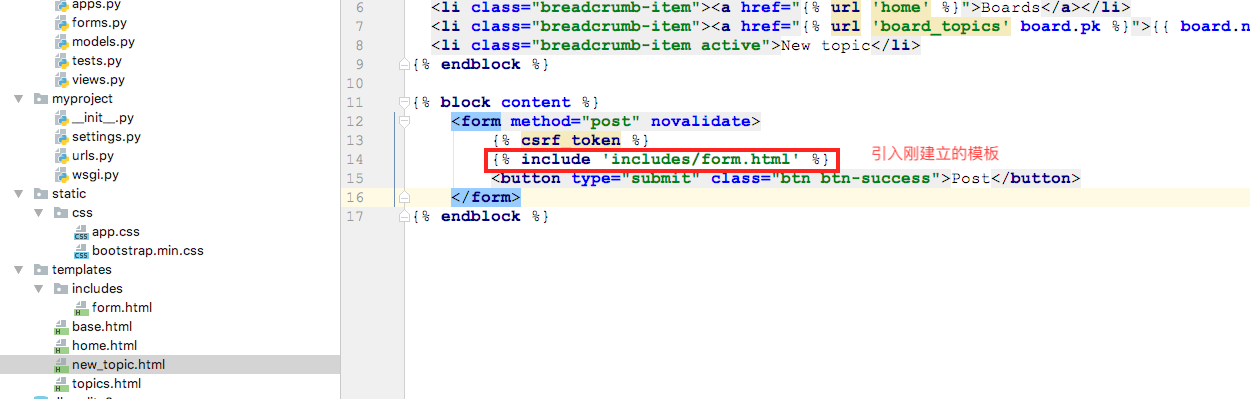 apps.py
forms.py
models.py
tests.py
views.py
myproject
__init__.py
settings.py
urls.py
wsgi.py
static
css
app.css
bootstrap.min.css
templates
includes
form.html
base.html
home.html
new_topic.html
topics.html
6 <li class="breadcrumb-item"><a href="{% url 'home' %}">Boards</a></li>
7 <li class="breadcrumb-item"><a href="{% url 'board_topics' board.pk %}">{{ board.n
8 <li class="breadcrumb-item active">New topic</li>
9 {% endblock %}
10
11 {% block content %}
12 <form method="post" novalidate>
13 {% csrf_token %}
14 {% include 'includes/form.html' %} 引入刚建立的模板
15 <button type="submit" class="btn btn-success">Post</button>
16 </form>
17 {% endblock %}